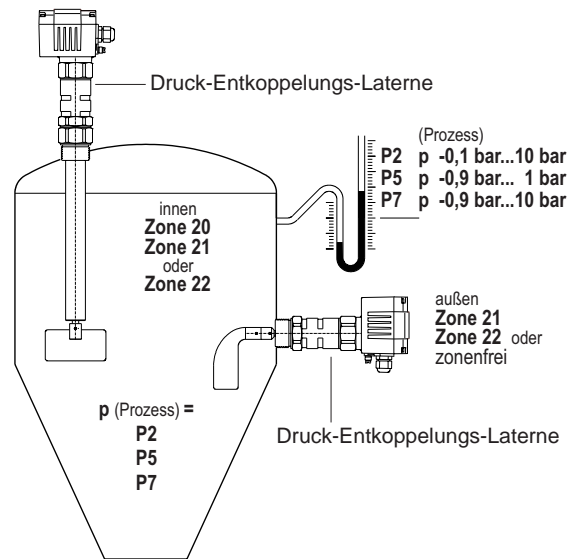 Druck-Entkoppelungs-Laterne
(Prozess)
P2 p -0,1 bar...10 bar
P5 p -0,9 bar... 1 bar
P7 p -0,9 bar...10 bar
innen
Zone 20
Zone 21
oder
Zone 22
außen
Zone 21
Zone 22 oder
zonenfrei
p (Prozess) =
P2
P5
P7
Druck-Entkoppelungs-Laterne